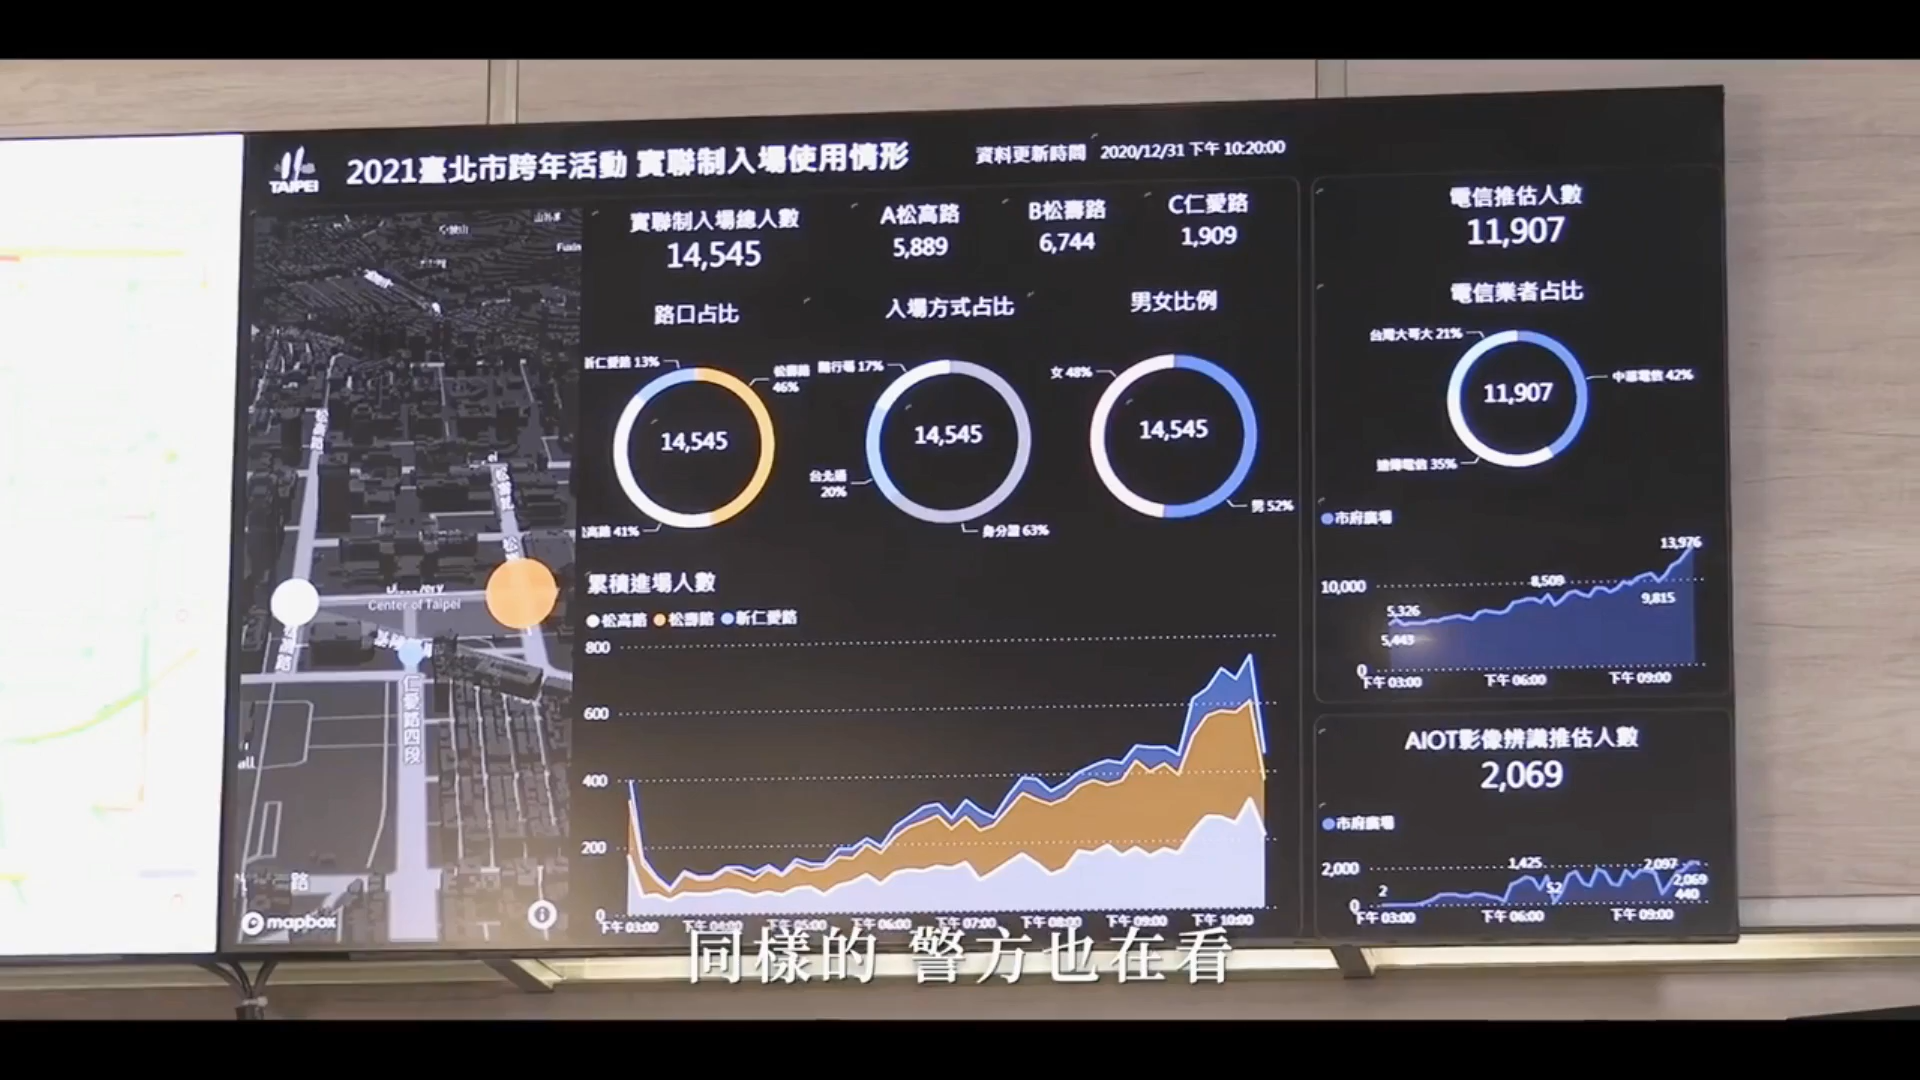 TAIPEI
2021臺北市跨年活動 實聯制入場使用情形
資料更新時間 2020/12/31 下午 10:20:00
實聯制入場總人數
14,545
A松高路
5,889
B松壽路
6,744
C仁愛路
1,909
路口占比
新仁愛路 13%
松壽路 46%
高路 41%
14,545
入場方式占比
隨行碼 17%
台北通 20%
身分證 63%
14,545
男女比例
女 48%
男 52%
14,545
累積進場人數
松高路 松壽路 新仁愛路
800
600
400
200
0
下午 03:00 下午 04:00 下午 05:00 下午 06:00 下午 07:00 下午 08:00 下午 09:00 下午 10:00
電信推估人數
11,907
電信業者占比
台灣大哥大 21%
中華電信 42%
遠傳電信 35%
11,907
市府廣場
13,976
10,000
8,509
9,815
5,326
5,443
0
下午 03:00 下午 06:00 下午 09:00
AIOT影像辨識推估人數
2,069
市府廣場
2,000
1,425
2,097
2
52
2,069
440
0
下午 03:00 下午 06:00 下午 09:00
松高路
Center of Taipei
仁愛路四段
路
mapbox
同樣的 警方也在看